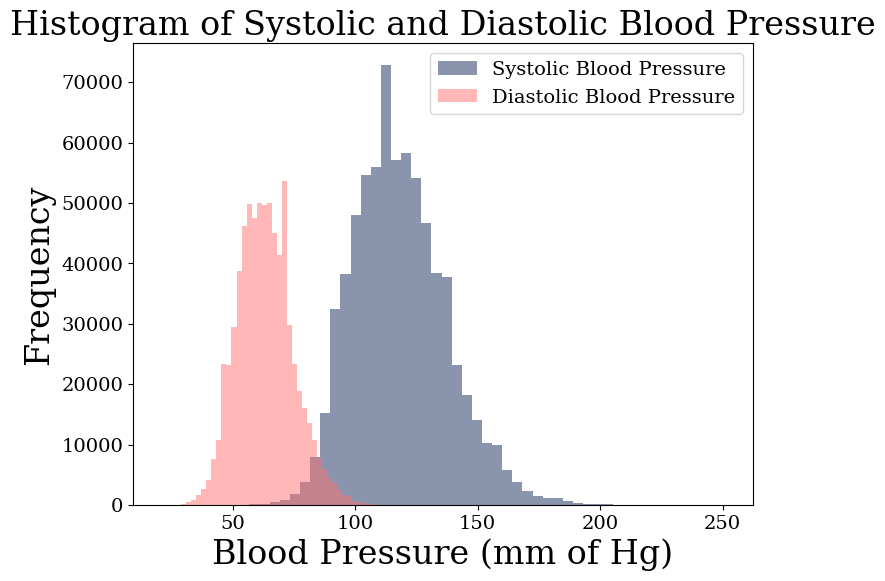 Histogram of Systolic and Diastolic Blood Pressure
Systolic Blood Pressure
Diastolic Blood Pressure
Frequency
70000
60000
50000
40000
30000
20000
10000
0
50
100
150
200
250
Blood Pressure (mm of Hg)